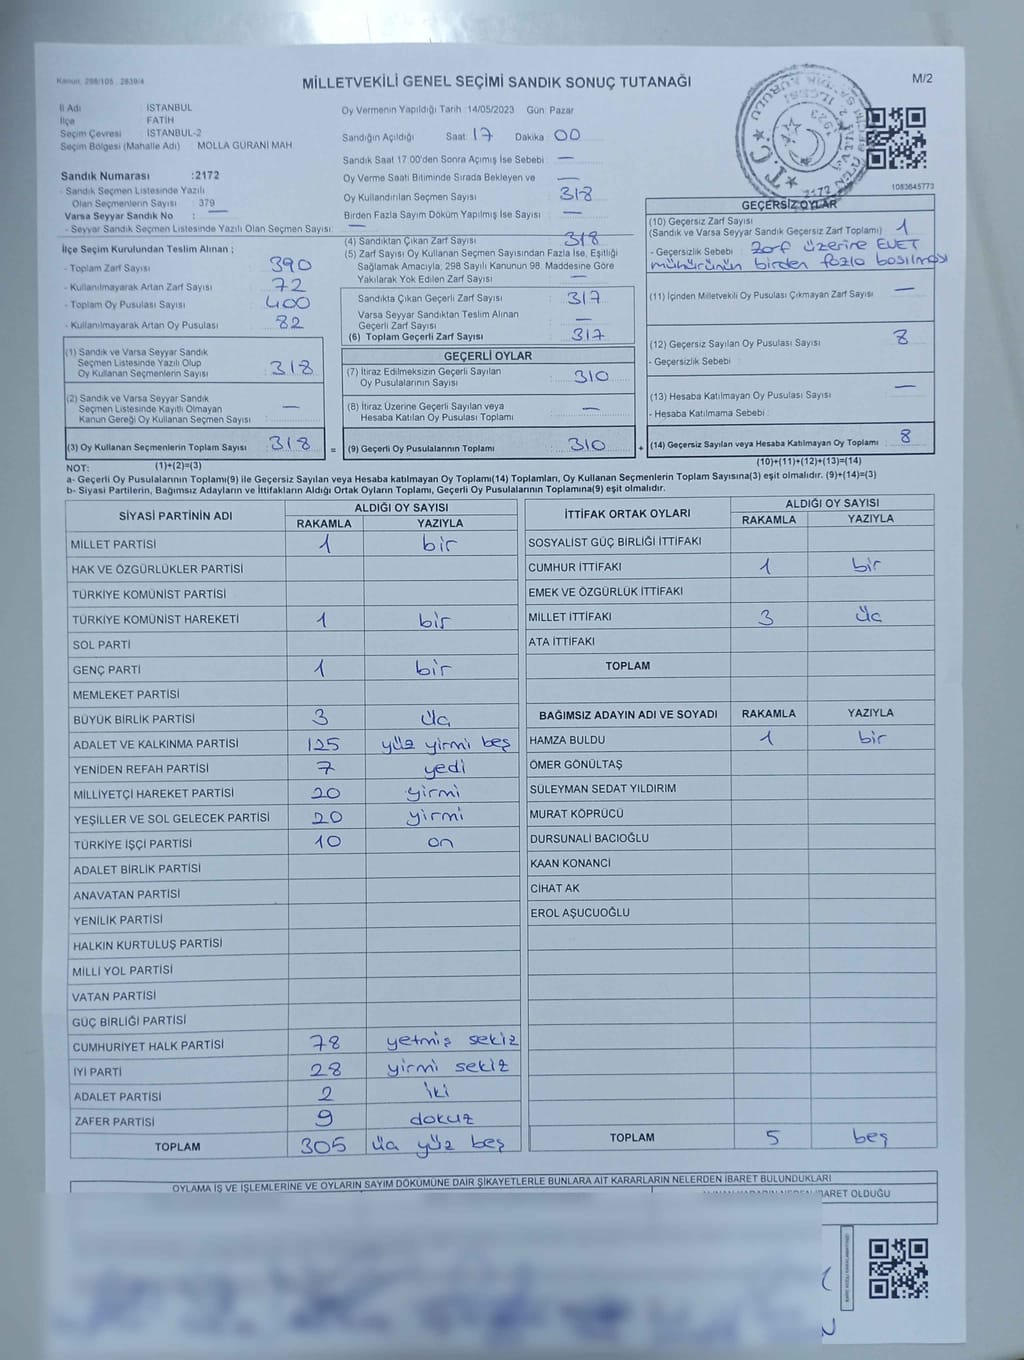 Kanun: 298/105 2839/4
MİLLETVEKİLİ GENEL SEÇİMİ SANDIK SONUÇ TUTANAĞI
M/2
İl Adı İSTANBUL
İlçe FATİH
Seçim Çevresi İSTANBUL-2
Seçim Bölgesi (Mahalle Adı) MOLLA GÜRANİ MAH
Sandık Numarası :2172
- Sandık Seçmen Listesinde Yazılı
Olan Seçmenlerin Sayısı : 379
Varsa Seyyar Sandık No : —
- Seyyar Sandık Seçmen Listesinde Yazılı Olan Seçmen Sayısı: —
Oy Vermenin Yapıldığı Tarih :14/05/2023 Gün: Pazar
Sandığın Açıldığı Saat: 17 Dakika 00
Sandık Saat 17.00'den Sonra Açımış İse Sebebi : —
Oy Verme Saati Bitiminde Sırada Bekleyen ve —
Oy Kullandırılan Seçmen Sayısı : 318
Birden Fazla Sayım Döküm Yapılmış İse Sayısı : —
1083645773
İlçe Seçim Kurulundan Teslim Alınan ;
- Toplam Zarf Sayısı : 390
- Kullanılmayarak Artan Zarf Sayısı : 72
- Toplam Oy Pusulası Sayısı : 400
- Kullanılmayarak Artan Oy Pusulası : 82
(1) Sandık ve Varsa Seyyar Sandık
Seçmen Listesinde Yazılı Olup
Oy Kullanan Seçmenlerin Sayısı : 318
(2) Sandık ve Varsa Seyyar Sandık
Seçmen Listesinde Kayıtlı Olmayan
Kanun Gereği Oy Kullanan Seçmen Sayısı : —
(3) Oy Kullanan Seçmenlerin Toplam Sayısı : 318
(4) Sandıktan Çıkan Zarf Sayısı : 318
(5) Zarf Sayısı Oy Kullanan Seçmen Sayısından Fazla İse, Eşitliği
Sağlamak Amacıyla, 298 Sayılı Kanunun 98. Maddesine Göre
Yakılarak Yok Edilen Zarf Sayısı : —
Sandıkta Çıkan Geçerli Zarf Sayısı : 317
Varsa Seyyar Sandıktan Teslim Alınan
Geçerli Zarf Sayısı : —
(6) Toplam Geçerli Zarf Sayısı : 317
GEÇERLİ OYLAR
(7) İtiraz Edilmeksizin Geçerli Sayılan
Oy Pusulalarının Sayısı : 310
(8) İtiraz Üzerine Geçerli Sayılan veya
Hesaba Katılan Oy Pusulası Toplamı : —
= (9) Geçerli Oy Pusulalarının Toplamı : 310 +
GEÇERSİZ OYLAR
(10) Geçersiz Zarf Sayısı
(Sandık ve Varsa Seyyar Sandık Geçersiz Zarf Toplamı) : 1
- Geçersizlik Sebebi : zarf üzerine EVET
mührünün birden fazla basılması
(11) İçinden Milletvekili Oy Pusulası Çıkmayan Zarf Sayısı : —
(12) Geçersiz Sayılan Oy Pusulası Sayısı : 8
- Geçersizlik Sebebi :
(13) Hesaba Katılmayan Oy Pusulası Sayısı : —
- Hesaba Katılmama Sebebi :
(14) Geçersiz Sayılan veya Hesaba Katılmayan Oy Toplamı : 8
NOT: (1)+(2)=(3) (10)+(11)+(12)+(13)=(14)
a- Geçerli Oy Pusulalarının Toplamı(9) ile Geçersiz Sayılan veya Hesaba katılmayan Oy Toplamı(14) Toplamları, Oy Kullanan Seçmenlerin Toplam Sayısına(3) eşit olmalıdır. (9)+(14)=(3)
b- Siyasi Partilerin, Bağımsız Adayların ve İttifakların Aldığı Ortak Oyların Toplamı, Geçerli Oy Pusulalarının Toplamına(9) eşit olmalıdır.
SİYASİ PARTİNİN ADI ALDIĞI OY SAYISI
RAKAMLA YAZIYLA
MİLLET PARTİSİ 1 bir
HAK VE ÖZGÜRLÜKLER PARTİSİ
TÜRKİYE KOMÜNİST PARTİSİ
TÜRKİYE KOMÜNİST HAREKETİ 1 bir
SOL PARTİ
GENÇ PARTİ 1 bir
MEMLEKET PARTİSİ
BÜYÜK BİRLİK PARTİSİ 3 üç
ADALET VE KALKINMA PARTİSİ 125 yüz yirmi beş
YENİDEN REFAH PARTİSİ 7 yedi
MİLLİYETÇİ HAREKET PARTİSİ 20 yirmi
YEŞİLLER VE SOL GELECEK PARTİSİ 20 yirmi
TÜRKİYE İŞÇİ PARTİSİ 10 on
ADALET BİRLİK PARTİSİ
ANAVATAN PARTİSİ
YENİLİK PARTİSİ
HALKIN KURTULUŞ PARTİSİ
MİLLİ YOL PARTİSİ
VATAN PARTİSİ
GÜÇ BİRLİĞİ PARTİSİ
CUMHURİYET HALK PARTİSİ 78 yetmiş sekiz
İYİ PARTİ 28 yirmi sekiz
ADALET PARTİSİ 2 iki
ZAFER PARTİSİ 9 dokuz
TOPLAM 305 üç yüz beş
İTTİFAK ORTAK OYLARI ALDIĞI OY SAYISI
RAKAMLA YAZIYLA
SOSYALİST GÜÇ BİRLİĞİ İTTİFAKI
CUMHUR İTTİFAKI 1 bir
EMEK VE ÖZGÜRLÜK İTTİFAKI
MİLLET İTTİFAKI 3 üç
ATA İTTİFAKI
TOPLAM
BAĞIMSIZ ADAYIN ADI VE SOYADI RAKAMLA YAZIYLA
HAMZA BULDU 1 bir
ÖMER GÖNÜLTAŞ
SÜLEYMAN SEDAT YILDIRIM
MURAT KÖPRÜCÜ
DURSUNALİ BACIOĞLU
KAAN KONANCİ
CİHAT AK
EROL AŞUCUOĞLU
TOPLAM 5 beş
OYLAMA İŞ VE İŞLEMLERİNE VE OYLARIN SAYIM DÖKÜMÜNE DAİR ŞİKAYETLERLE BUNLARA AİT KARARLARIN NELERDEN İBARET BULUNDUKLARI
İBARET OLDUĞU